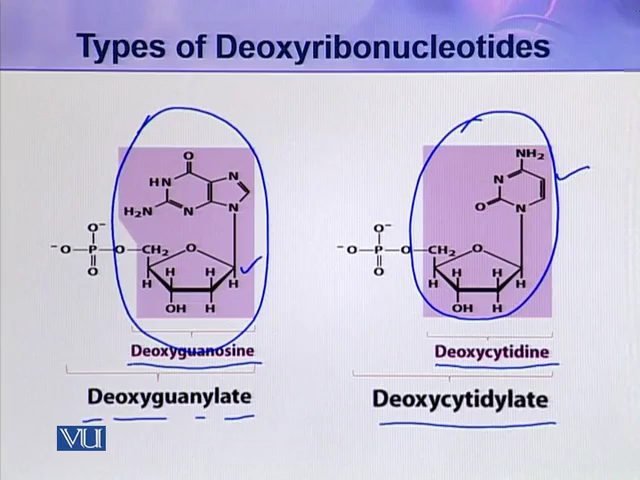 Types of Deoxyribonucleotides
O
N
HN
H₂N
N
N
O⁻
⁻O–P–O–CH₂
O
O
H
H
H
H
OH
H
Deoxyguanosine
Deoxyguanylate
NH₂
N
O
N
O⁻
⁻O–P–O–CH₂
O
O
H
H
H
H
OH
H
Deoxycytidine
Deoxycytidylate
VU